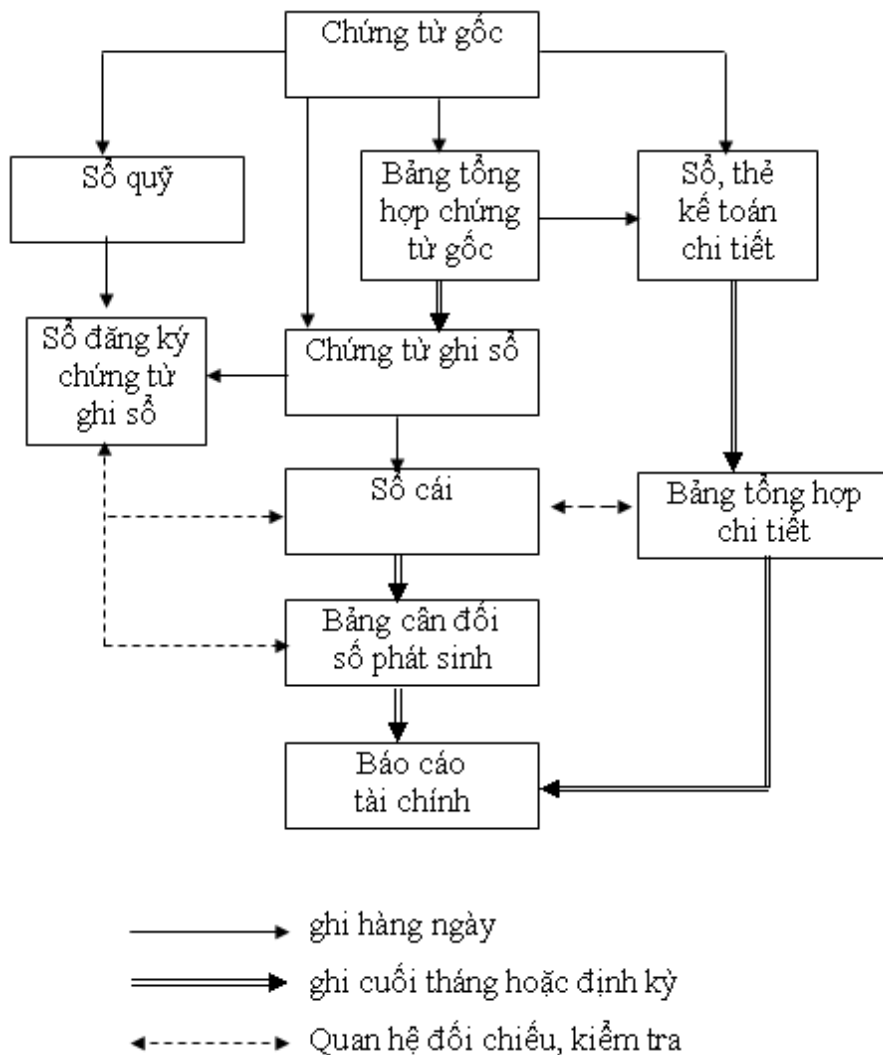 Chứng từ gốc
Sổ quỹ
Bảng tổng
hợp chứng
từ gốc
Sổ, thẻ
kế toán
chi tiết
Sổ đăng ký
chứng từ
ghi sổ
Chứng từ ghi sổ
Sổ cái
Bảng tổng hợp
chi tiết
Bảng cân đối
số phát sinh
Báo cáo
tài chính
ghi hàng ngày
ghi cuối tháng hoặc định kỳ
Quan hệ đối chiếu, kiểm tra